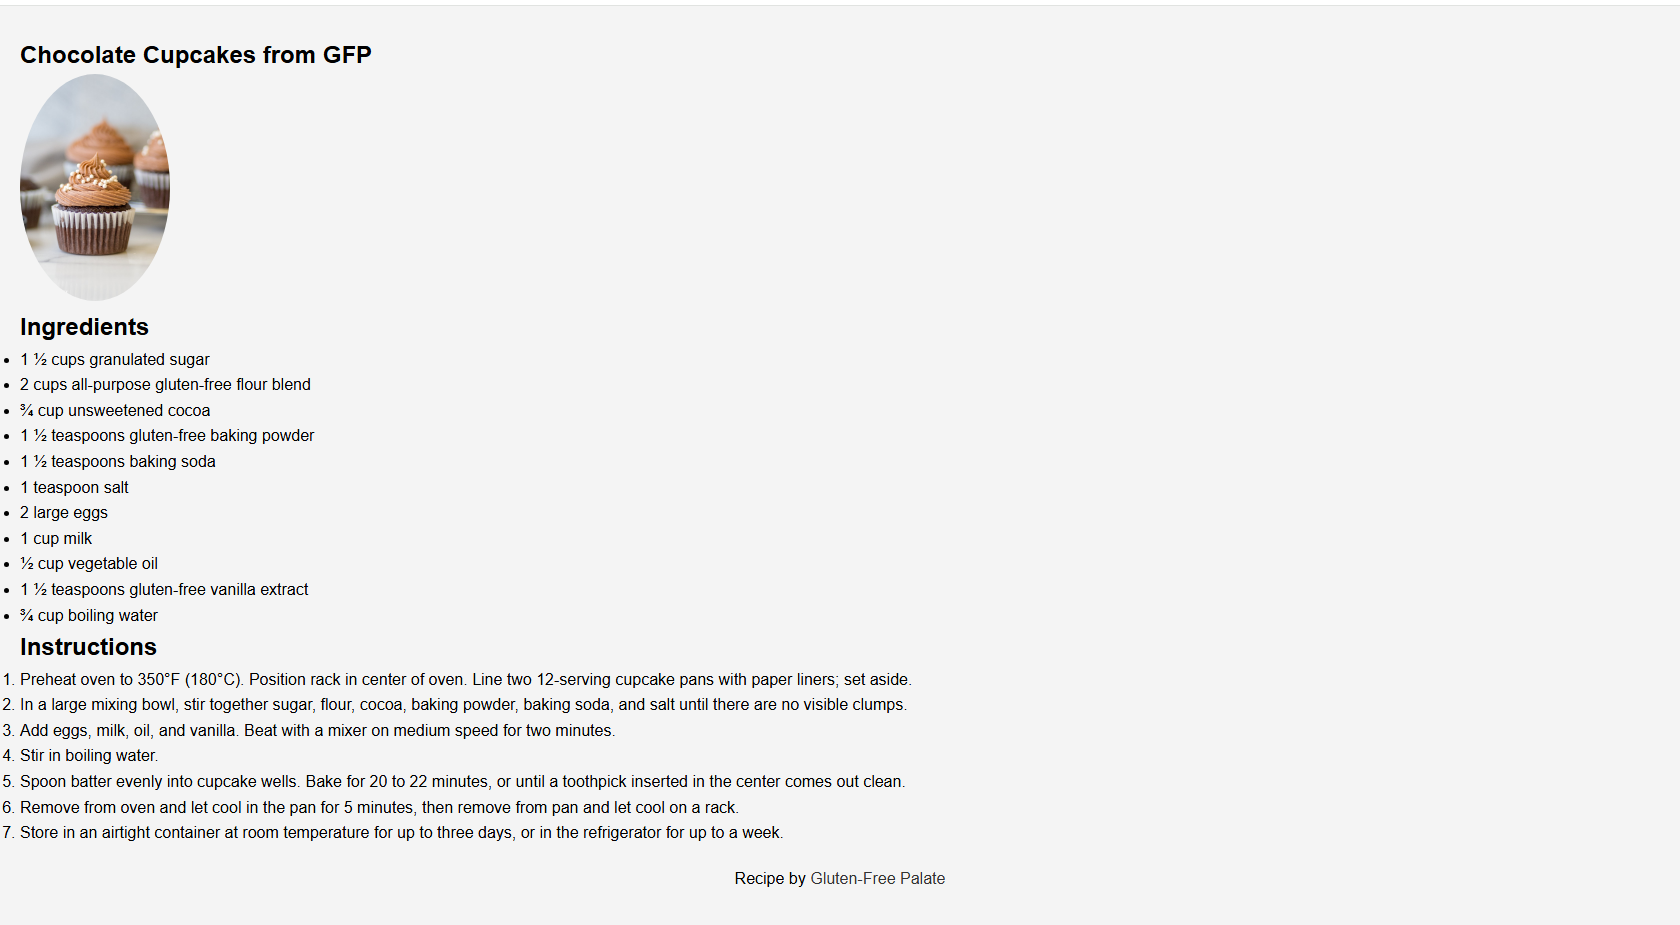 Chocolate Cupcakes from GFP
Ingredients
• 1 ½ cups granulated sugar
• 2 cups all-purpose gluten-free flour blend
• ¾ cup unsweetened cocoa
• 1 ½ teaspoons gluten-free baking powder
• 1 ½ teaspoons baking soda
• 1 teaspoon salt
• 2 large eggs
• 1 cup milk
• ½ cup vegetable oil
• 1 ½ teaspoons gluten-free vanilla extract
• ¾ cup boiling water
Instructions
1. Preheat oven to 350°F (180°C). Position rack in center of oven. Line two 12-serving cupcake pans with paper liners; set aside.
2. In a large mixing bowl, stir together sugar, flour, cocoa, baking powder, baking soda, and salt until there are no visible clumps.
3. Add eggs, milk, oil, and vanilla. Beat with a mixer on medium speed for two minutes.
4. Stir in boiling water.
5. Spoon batter evenly into cupcake wells. Bake for 20 to 22 minutes, or until a toothpick inserted in the center comes out clean.
6. Remove from oven and let cool in the pan for 5 minutes, then remove from pan and let cool on a rack.
7. Store in an airtight container at room temperature for up to three days, or in the refrigerator for up to a week.
Recipe by Gluten-Free Palate